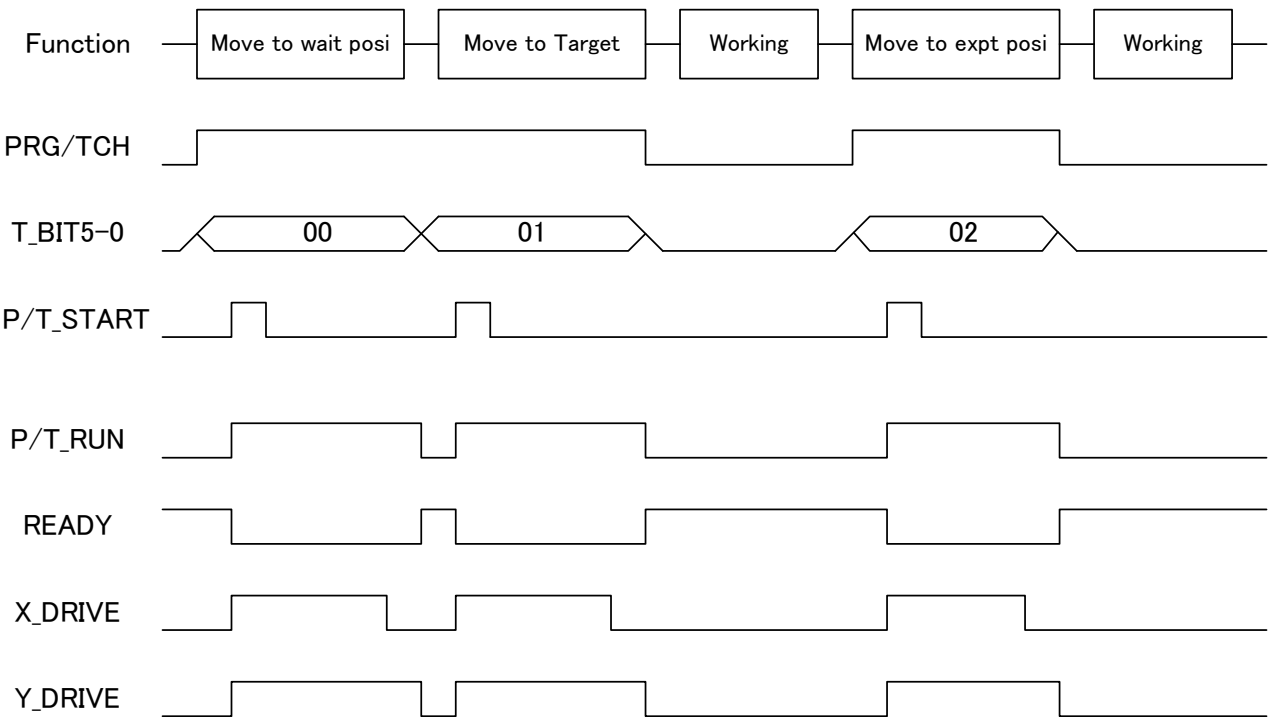 Function Move to wait posi Move to Target Working Move to expt posi Working
PRG/TCH
T_BIT5-0 00 01 02
P/T_START
P/T_RUN
READY
X_DRIVE
Y_DRIVE